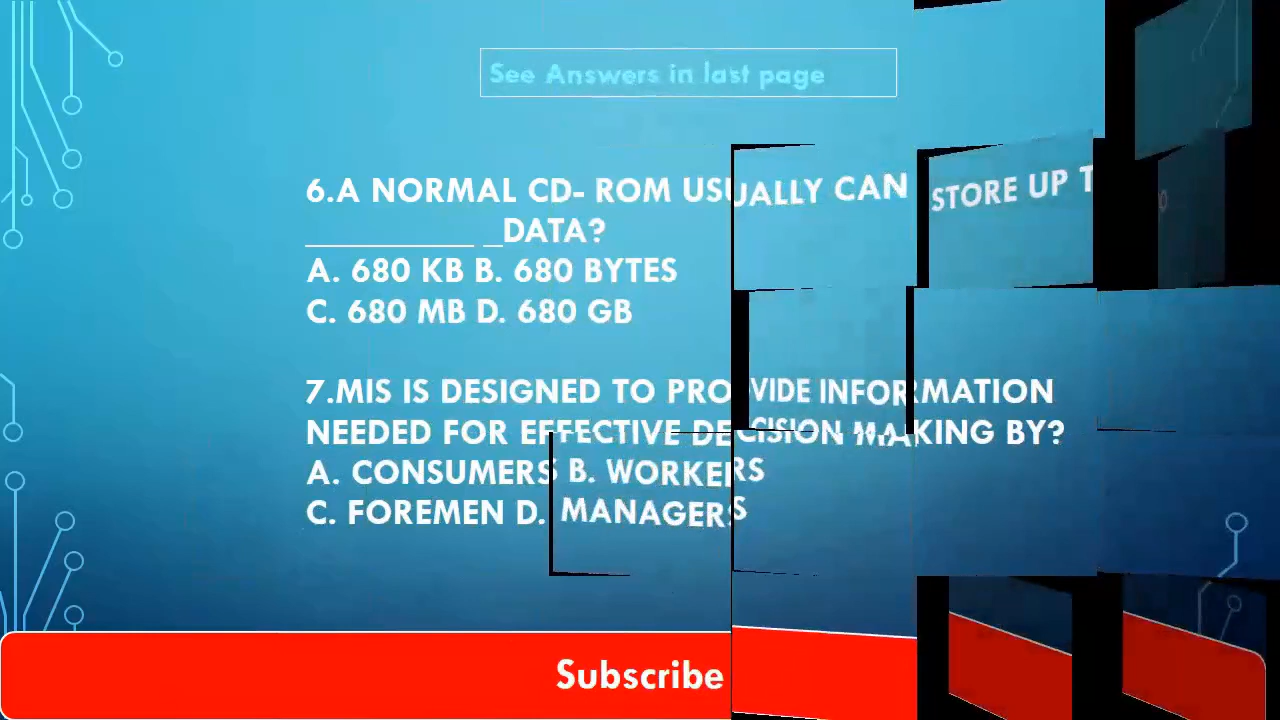 See Answers in last page
6.A NORMAL CD- ROM USUALLY CAN STORE UP T
__________ _DATA?
A. 680 KB B. 680 BYTES
C. 680 MB D. 680 GB
7.MIS IS DESIGNED TO PROVIDE INFORMATION
NEEDED FOR EFFECTIVE DECISION MAKING BY?
A. CONSUMERS B. WORKERS
C. FOREMEN D. MANAGERS
Subscribe